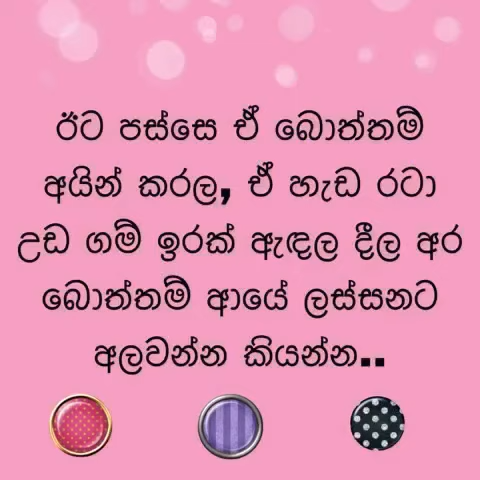 ඊට පස්සෙ ඒ බොත්තම්
අයින් කරල, ඒ හැඩ රටා
උඩ ගම් ඉරක් ඇඳල දීල අර
බොත්තම් ආයේ ලස්සනට
අලවන්න කියන්න..